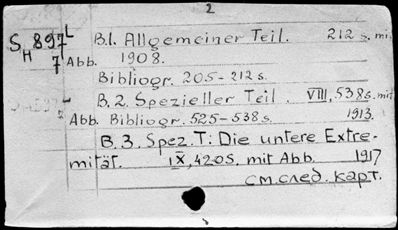 2
S 897 L B.1. Allgemeiner Teil. 212 s. mi
H
7 Abb. 1908.
Bibliogr. 205-212 s.
B. 2. Spezieller Teil. VIII, 538 s. mit
Abb. Bibliogr. 525-538 s. 1913.
B. 3. Spez. T: Die untere Extre-
mität. IX, 420 S. mit Abb. 1917
см. след. карт.